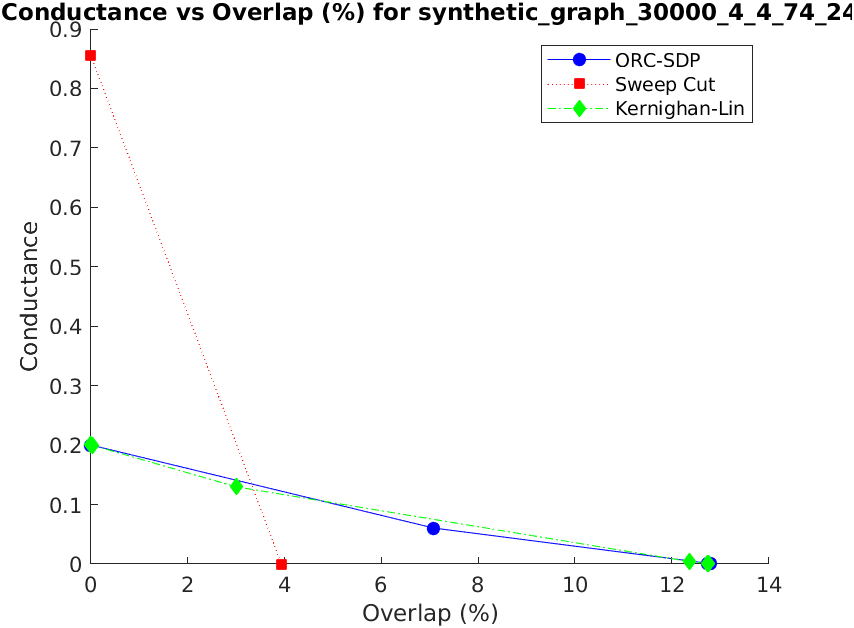 Conductance vs Overlap (%) for synthetic_graph_30000_4_4_74_24
0.9
0.8
0.7
0.6
0.5
0.4
0.3
0.2
0.1
0
Conductance
ORC-SDP
Sweep Cut
Kernighan-Lin
0 2 4 6 8 10 12 14
Overlap (%)